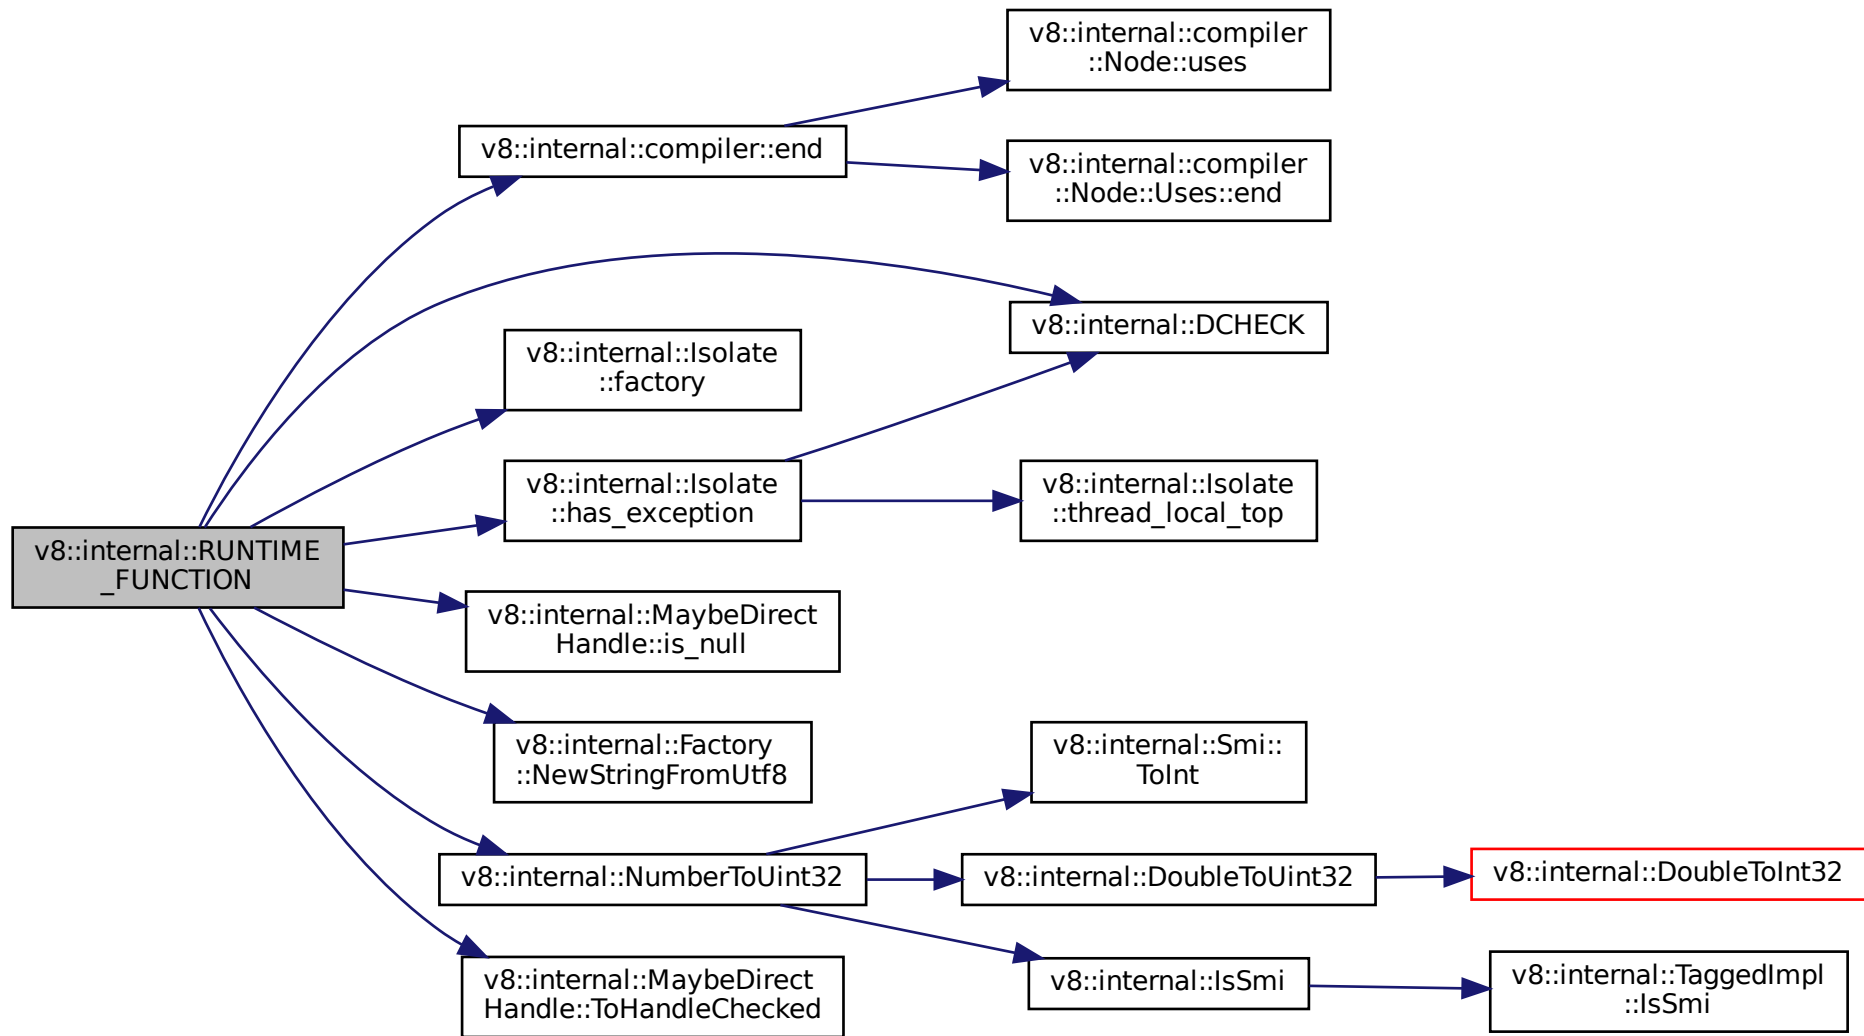 v8::internal::RUNTIME
_FUNCTION
v8::internal::compiler::end
v8::internal::compiler
::Node::uses
v8::internal::compiler
::Node::Uses::end
v8::internal::DCHECK
v8::internal::Isolate
::factory
v8::internal::Isolate
::has_exception
v8::internal::Isolate
::thread_local_top
v8::internal::MaybeDirect
Handle::is_null
v8::internal::Factory
::NewStringFromUtf8
v8::internal::NumberToUint32
v8::internal::Smi::
ToInt
v8::internal::DoubleToUint32
v8::internal::DoubleToInt32
v8::internal::IsSmi
v8::internal::TaggedImpl
::IsSmi
v8::internal::MaybeDirect
Handle::ToHandleChecked